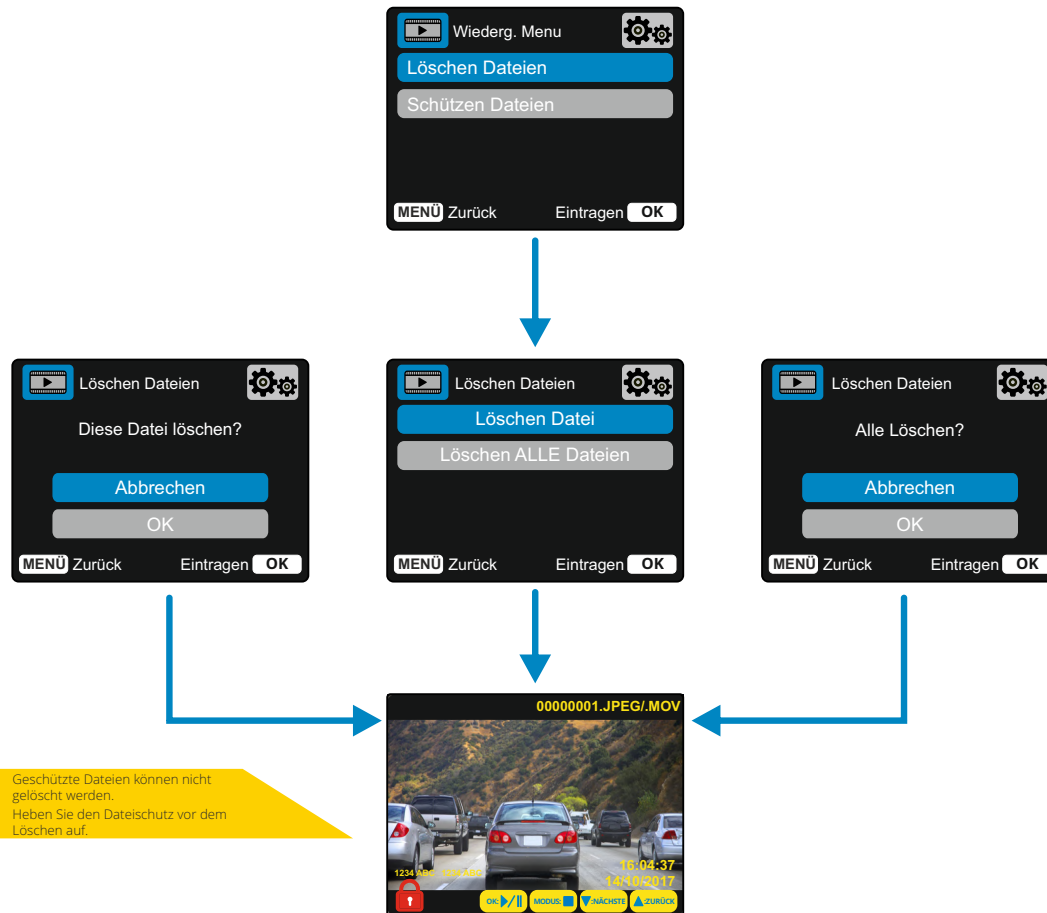 Wiederg. Menu
Löschen Dateien
Schützen Dateien
MENÜ Zurück Eintragen OK
Löschen Dateien
Diese Datei löschen?
Abbrechen
OK
MENÜ Zurück Eintragen OK
Löschen Dateien
Löschen Datei
Löschen ALLE Dateien
MENÜ Zurück Eintragen OK
Löschen Dateien
Alle Löschen?
Abbrechen
OK
MENÜ Zurück Eintragen OK
Geschützte Dateien können nicht
gelöscht werden.
Heben Sie den Dateischutz vor dem
Löschen auf.
00000001.JPEG/.MOV
1234 ABC
16:04:37
14/10/2017
OK: MODUS: :NÄCHSTE :ZURÜCK